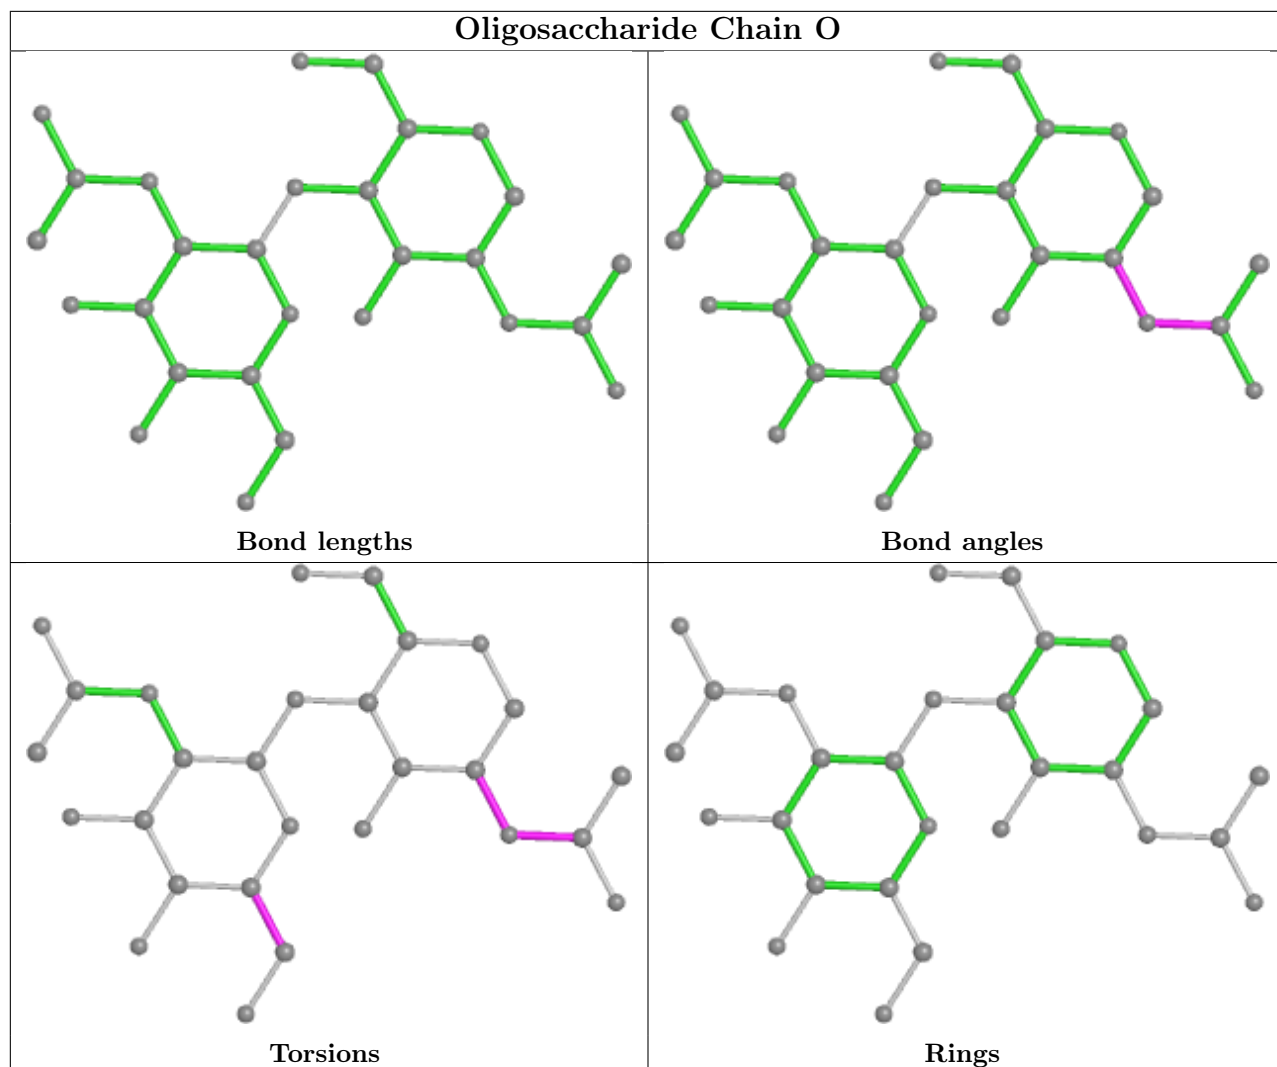 Oligosaccharide Chain O
Bond lengths
Bond angles
Torsions
Rings